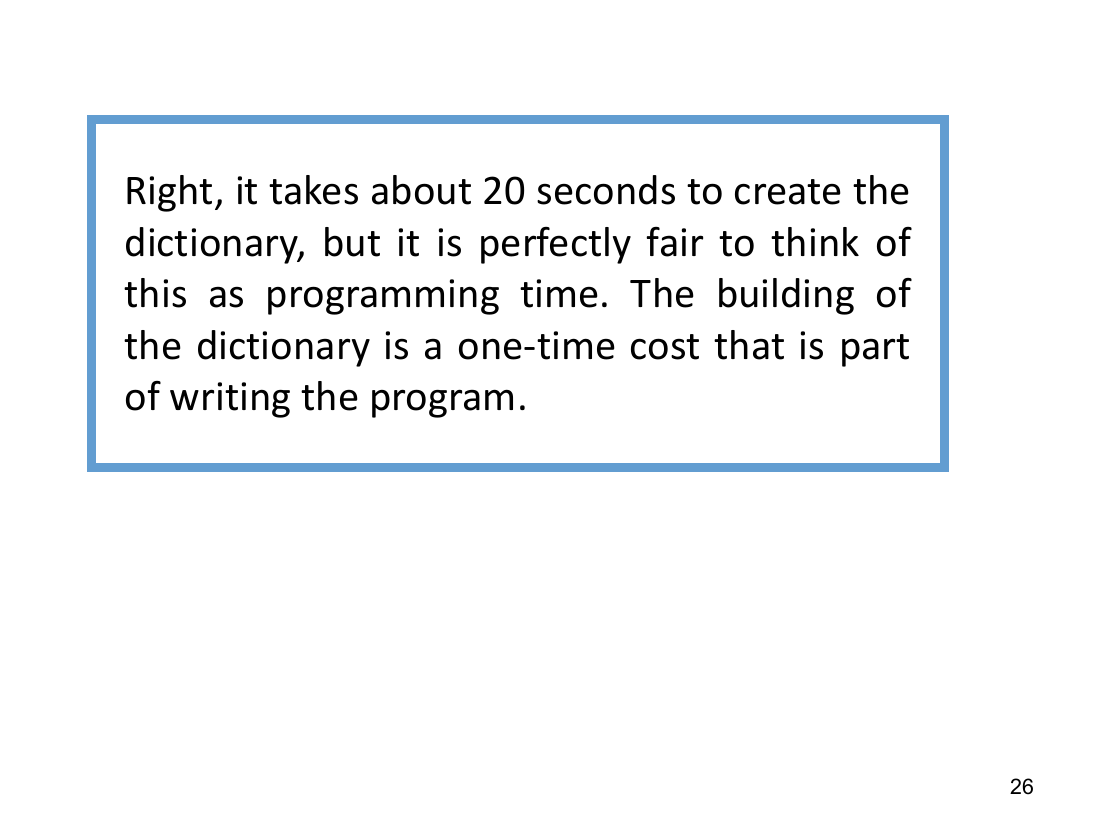 Right, it takes about 20 seconds to create the
dictionary, but it is perfectly fair to think of
this as programming time. The building of
the dictionary is a one-time cost that is part
of writing the program.
26